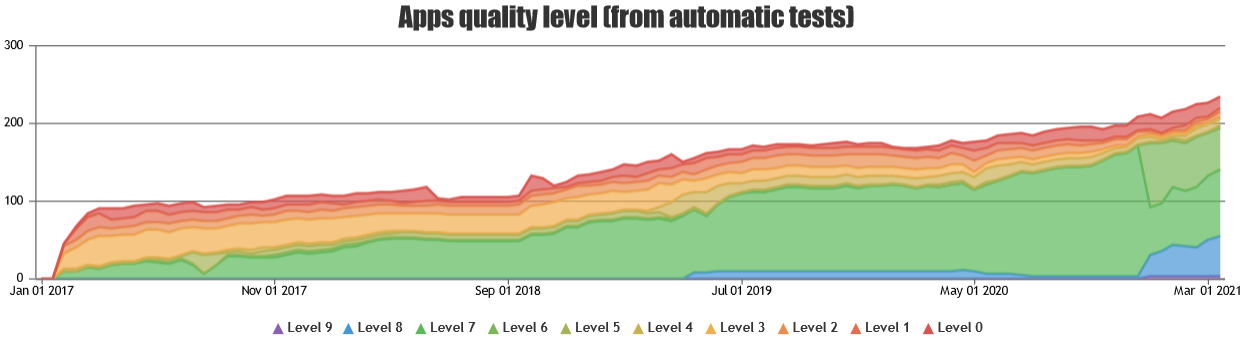 Apps quality level (from automatic tests)
300
200
100
0
Jan 01 2017 Nov 01 2017 Sep 01 2018 Jul 01 2019 May 01 2020 Mar 01 2021
Level 9 Level 8 Level 7 Level 6 Level 5 Level 4 Level 3 Level 2 Level 1 Level 0